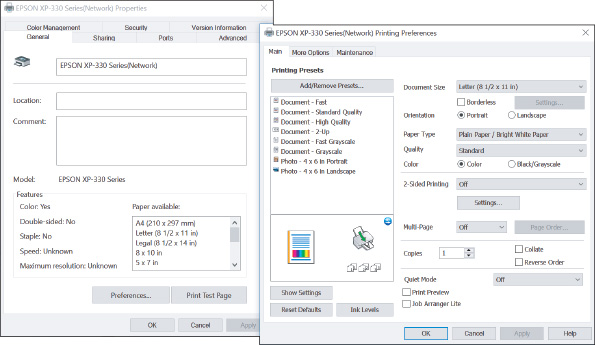 EPSON XP-330 Series(Network) Properties
Color Management Security Version Information
General Sharing Ports Advanced
EPSON XP-330 Series(Network)
Location:
Comment:
Model: EPSON XP-330 Series
Features
Color: Yes
Double-sided: No
Staple: No
Speed: Unknown
Maximum resolution: Unknown
Paper available:
A4 (210 x 297 mm)
Letter (8 1/2 x 11 in)
Legal (8 1/2 x 14 in)
8 x 10 in
5 x 7 in
Preferences... Print Test Page
OK Cancel Apply
EPSON XP-330 Series(Network) Printing Preferences
Main More Options Maintenance
Printing Presets
Add/Remove Presets...
Document - Fast
Document - Standard Quality
Document - High Quality
Document - 2-Up
Document - Fast Grayscale
Document - Grayscale
Photo - 4 x 6 in Portrait
Photo - 4 x 6 in Landscape
Show Settings
Reset Defaults Ink Levels
Document Size Letter (8 1/2 x 11 in)
Borderless Settings...
Orientation Portrait Landscape
Paper Type Plain Paper / Bright White Paper
Quality Standard
Color Color Black/Grayscale
2-Sided Printing Off
Settings...
Multi-Page Off Page Order...
Copies 1 Collate
Reverse Order
Quiet Mode Off
Print Preview
Job Arranger Lite
OK Cancel Apply Help